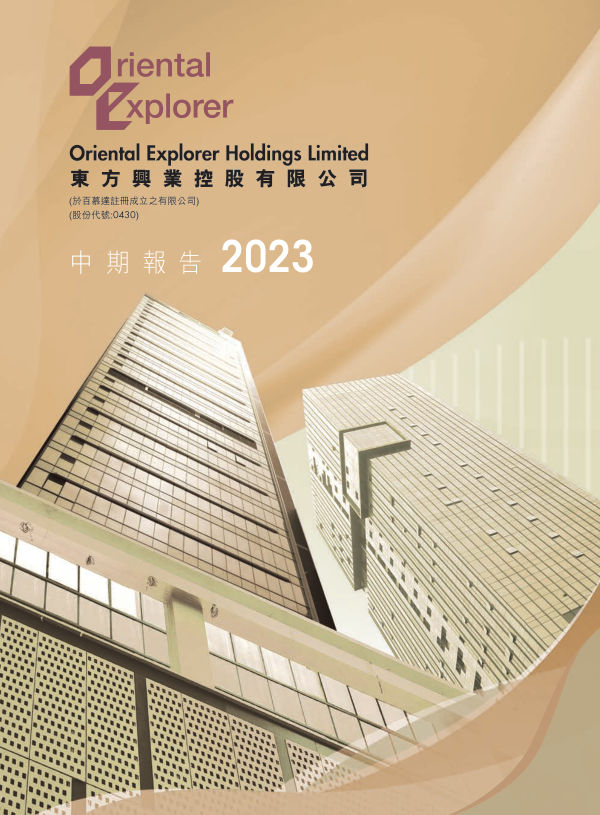 Oriental
Explorer
Oriental Explorer Holdings Limited
東方興業控股有限公司
(於百慕達註冊成立之有限公司)
(股份代號:0430)
中期報告 2023